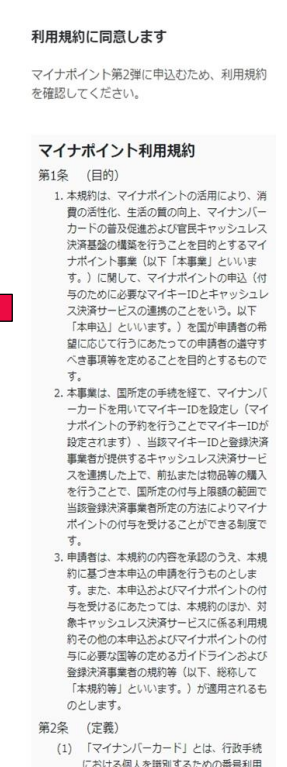 利用規約に同意します
マイナポイント第2弾に申込むため、利用規約
を確認してください。
マイナポイント利用規約
第1条 （目的）
1. 本規約は、マイナポイントの活用により、消
費の活性化、生活の質の向上、マイナンバー
カードの普及促進および官民キャッシュレス
決済基盤の構築を行うことを目的とするマイ
ナポイント事業（以下「本事業」といいま
す。）に関して、マイナポイントの申込（付
与のために必要なマイキーIDとキャッシュレ
ス決済サービスの連携のことをいう。以下
「本申込」といいます。）を国が申請者の希
望に応じて行うにあたっての申請者の遵守す
べき事項等を定めることを目的とするもので
す。
2. 本事業は、国所定の手続を経て、マイナンバ
ーカードを用いてマイキーIDを設定し（マイ
ナポイントの予約を行うことでマイキーIDが
設定されます）、当該マイキーIDと登録決済
事業者が提供するキャッシュレス決済サービ
スを連携した上で、前払または物品等の購入
を行うことで、国所定の付与上限額の範囲で
当該登録決済事業者所定の方法によりマイナ
ポイントの付与を受けることができる制度で
す。
3. 申請者は、本規約の内容を承認のうえ、本規
約に基づき本申込の申請を行うものとしま
す。また、本申込およびマイナポイントの付
与を受けるにあたっては、本規約のほか、対
象キャッシュレス決済サービスに係る利用規
約その他の本申込およびマイナポイントの付
与に必要な国等の定めるガイドラインおよび
登録決済事業者の規約等（以下、総称して
「本規約等」といいます。）が適用されるも
のとします。
第2条 （定義）
(1) 「マイナンバーカード」とは、行政手続
における個人を識別するための番号利用